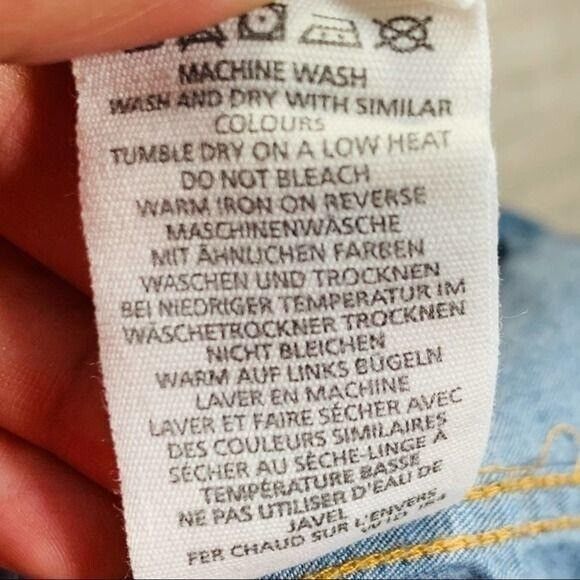 MACHINE WASH
WASH AND DRY WITH SIMILAR
COLOURS
TUMBLE DRY ON A LOW HEAT
DO NOT BLEACH
WARM IRON ON REVERSE
MASCHINENWÄSCHE
MIT ÄHNLICHEN FARBEN
WASCHEN UND TROCKNEN
BEI NIEDRIGER TEMPERATUR IM
WÄSCHETROCKNER TROCKNEN
NICHT BLEICHEN
WARM AUF LINKS BÜGELN
LAVER EN MACHINE
LAVER ET FAIRE SÉCHER AVEC
DES COULEURS SIMILAIRES
SÉCHER AU SÈCHE-LINGE À
TEMPÉRATURE BASSE
NE PAS UTILISER D'EAU DE
JAVEL
FER CHAUD SUR L'ENVERS